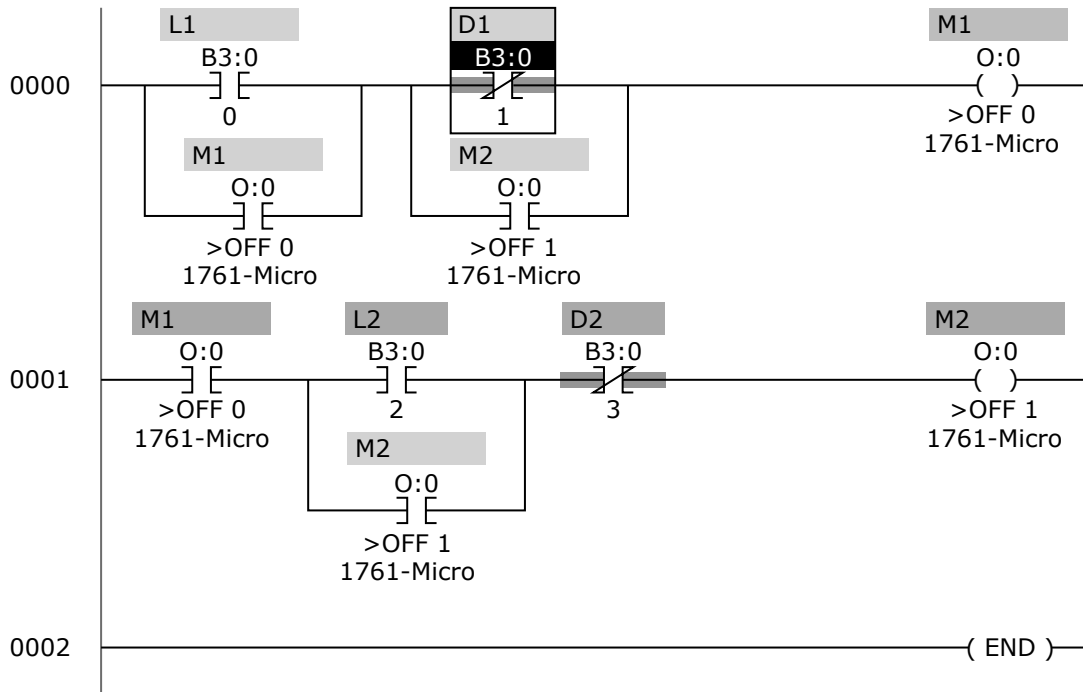 L1
D1
M1
B3:0
B3:0
O:0
0000
0
1
>OFF 0
1761-Micro
M1
M2
O:0
O:0
>OFF 0
1761-Micro
>OFF 1
1761-Micro
M1
L2
D2
M2
O:0
B3:0
B3:0
O:0
0001
>OFF 0
1761-Micro
2
3
>OFF 1
1761-Micro
M2
O:0
>OFF 1
1761-Micro
0002
( END )